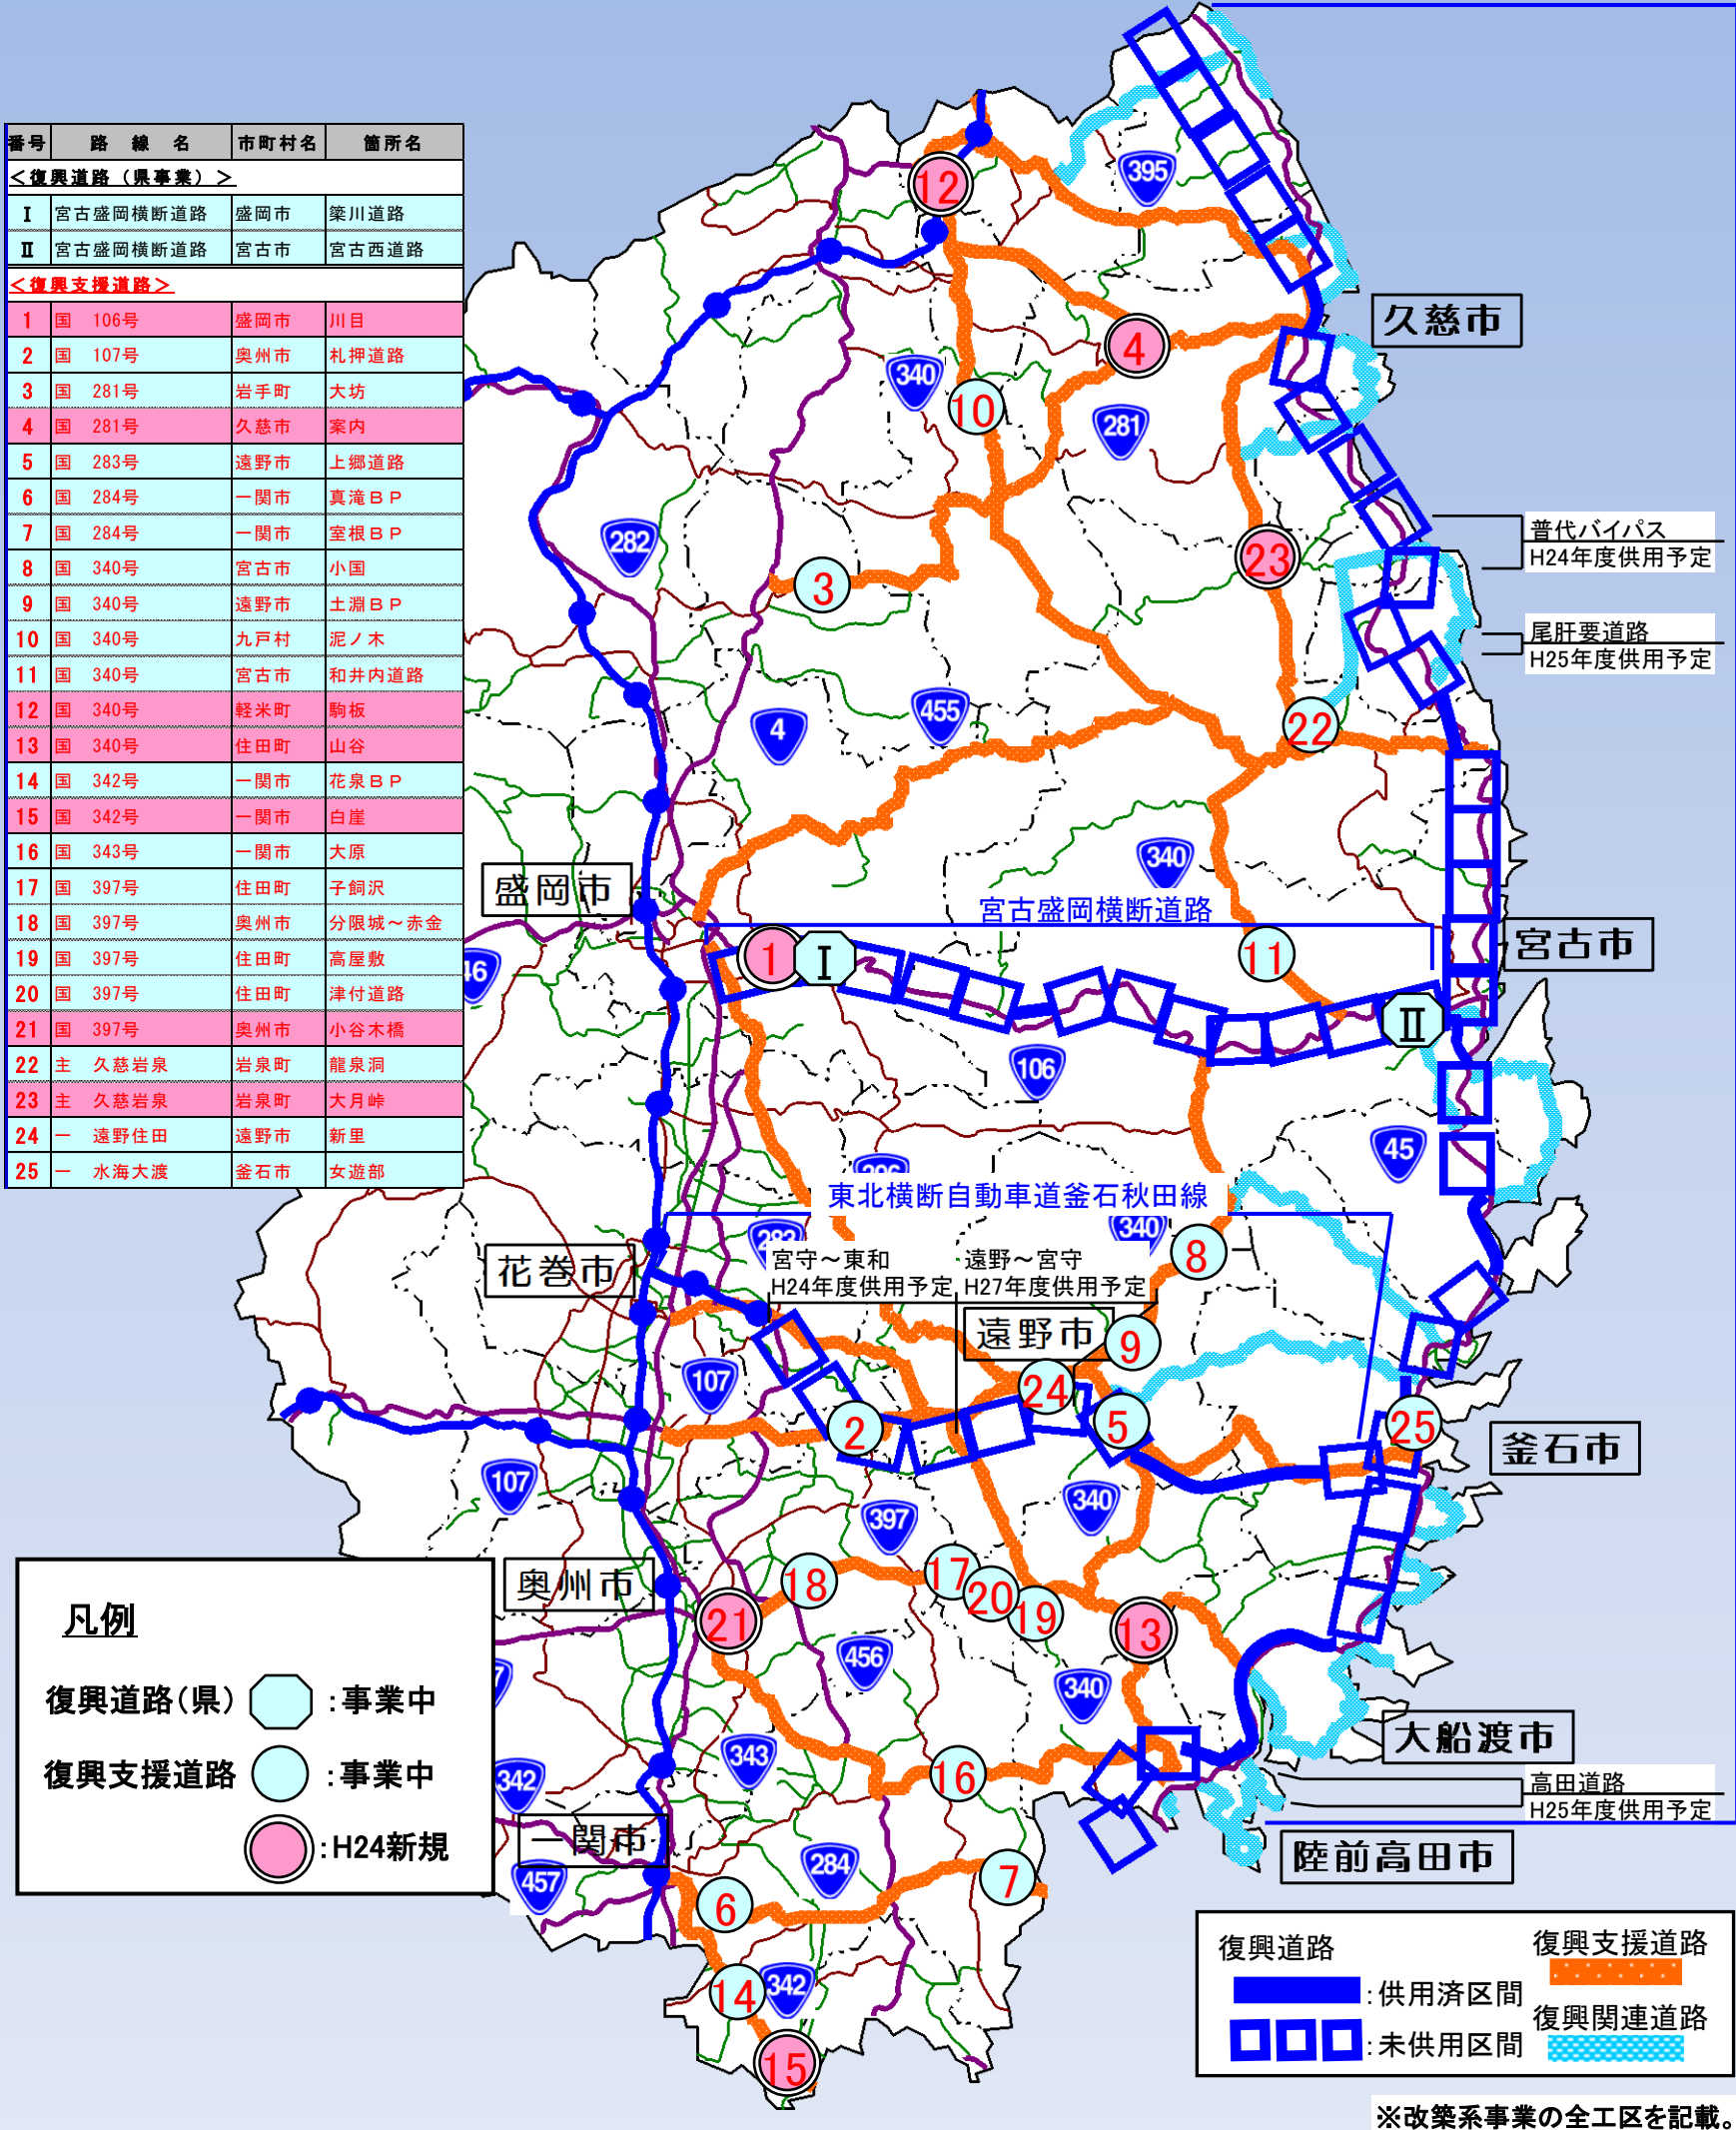 番号 路線名 市町村名 箇所名
＜復興道路（県事業）＞
Ⅰ 宮古盛岡横断道路 盛岡市 簗川道路
Ⅱ 宮古盛岡横断道路 宮古市 宮古西道路
＜復興支援道路＞
1 国 106号 盛岡市 川目
2 国 107号 奥州市 札押道路
3 国 281号 岩手町 大坊
4 国 281号 久慈市 案内
5 国 283号 遠野市 上郷道路
6 国 284号 一関市 真滝ＢＰ
7 国 284号 一関市 室根ＢＰ
8 国 340号 宮古市 小国
9 国 340号 遠野市 土淵ＢＰ
10 国 340号 九戸村 泥ノ木
11 国 340号 宮古市 和井内道路
12 国 340号 軽米町 駒板
13 国 340号 住田町 山谷
14 国 342号 一関市 花泉ＢＰ
15 国 342号 一関市 白崖
16 国 343号 一関市 大原
17 国 397号 住田町 子飼沢
18 国 397号 奥州市 分限城～赤金
19 国 397号 住田町 高屋敷
20 国 397号 住田町 津付道路
21 国 397号 奥州市 小谷木橋
22 主 久慈岩泉 岩泉町 龍泉洞
23 主 久慈岩泉 岩泉町 大月峠
24 一 遠野住田 遠野市 新里
25 一 水海大渡 釜石市 女遊部
12
395
久慈市
4
340
10
281
普代バイパス
H24年度供用予定
282
23
3
尾肝要道路
H25年度供用予定
455
4
22
340
盛岡市
宮古盛岡横断道路
宮古市
1
Ⅰ
11
46
Ⅱ
106
45
東北横断自動車道釜石秋田線
340
8
花巻市
宮守～東和
H24年度供用予定
遠野～宮守
H27年度供用予定
遠野市
9
107
24
2
5
25
釜石市
107
340
397
奥州市
18
17
20
19
21
13
456
340
大船渡市
343
342
16
高田道路
H25年度供用予定
一関市
陸前高田市
284
457
7
6
14
342
15
凡例
復興道路（県） ：事業中
復興支援道路 ：事業中
：H24新規
復興道路
：供用済区間
：未供用区間
復興支援道路
復興関連道路
※改築系事業の全工区を記載。